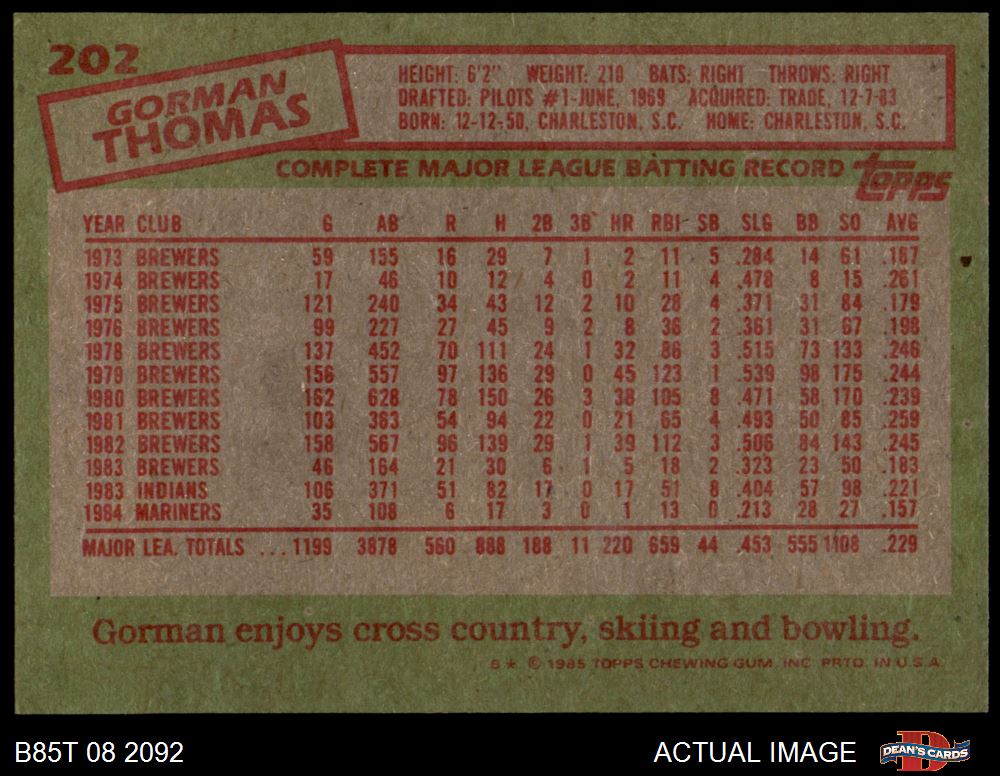 202
GORMAN
THOMAS
HEIGHT: 6'2" WEIGHT: 210 BATS: RIGHT THROWS: RIGHT
DRAFTED: PILOTS #1-JUNE, 1969 ACQUIRED: TRADE, 12-7-83
BORN: 12-12-50, CHARLESTON, S.C. HOME: CHARLESTON, S.C.
COMPLETE MAJOR LEAGUE BATTING RECORD topps
YEAR CLUB G AB R H 2B 3B HR RBI SB SLG BB SO AVG
1973 BREWERS 59 155 16 29 7 1 2 11 5 .284 14 61 .187
1974 BREWERS 17 46 10 12 4 0 2 11 4 .478 8 15 .261
1975 BREWERS 121 240 34 43 12 2 10 28 4 .371 31 84 .179
1976 BREWERS 99 227 27 45 9 2 8 36 2 .361 31 67 .198
1978 BREWERS 137 452 70 111 24 1 32 86 3 .515 73 133 .246
1979 BREWERS 156 557 97 136 29 0 45 123 1 .539 98 175 .244
1980 BREWERS 162 628 78 150 26 3 38 105 8 .471 58 170 .239
1981 BREWERS 103 383 54 94 22 0 21 65 4 .493 50 85 .259
1982 BREWERS 158 567 96 139 29 1 39 112 3 .506 84 143 .245
1983 BREWERS 46 164 21 30 6 1 5 18 2 .323 23 50 .183
1983 INDIANS 106 371 51 82 17 0 17 51 8 .404 57 98 .221
1984 MARINERS 35 108 6 17 3 0 1 13 0 .213 28 27 .157
MAJOR LEA. TOTALS ... 1199 3878 560 888 188 11 220 659 44 .453 555 1108 .229
Gorman enjoys cross country, skiing and bowling.
B★ © 1985 TOPPS CHEWING GUM, INC. PRTD. IN U.S.A.
B85T 08 2092 ACTUAL IMAGE D DEAN'S CARDS